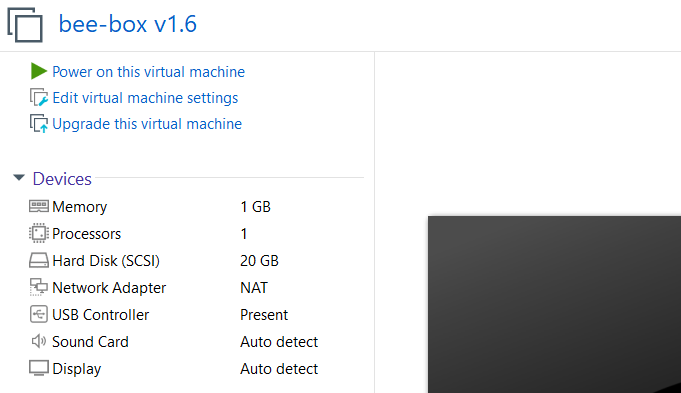 bee-box v1.6
Power on this virtual machine
Edit virtual machine settings
Upgrade this virtual machine
Devices
Memory 1 GB
Processors 1
Hard Disk (SCSI) 20 GB
Network Adapter NAT
USB Controller Present
Sound Card Auto detect
Display Auto detect